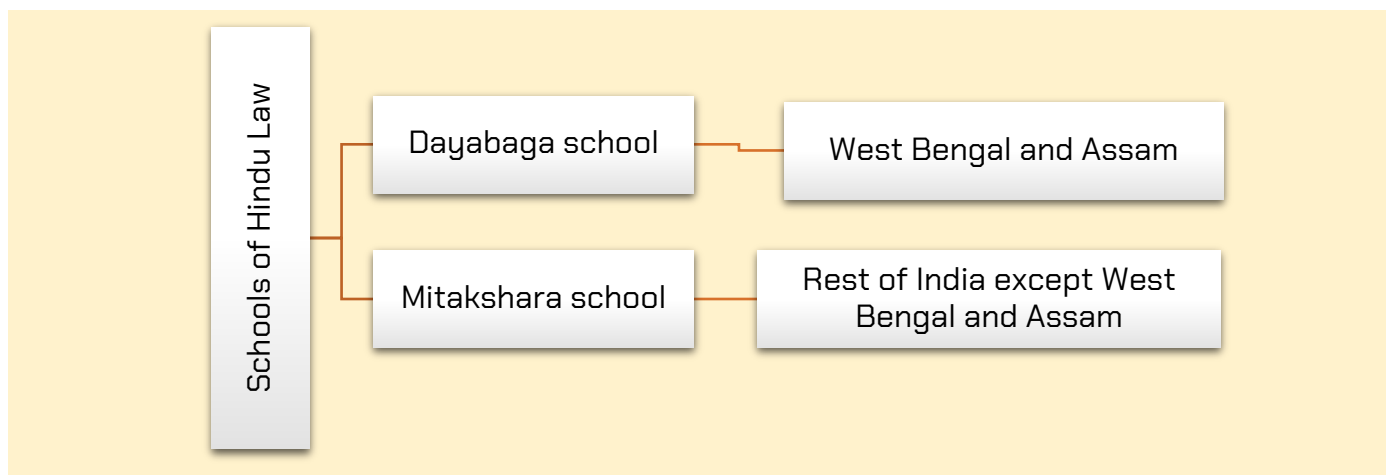 Schools of Hindu Law
Dayabaga school
West Bengal and Assam
Mitakshara school
Rest of India except West
Bengal and Assam